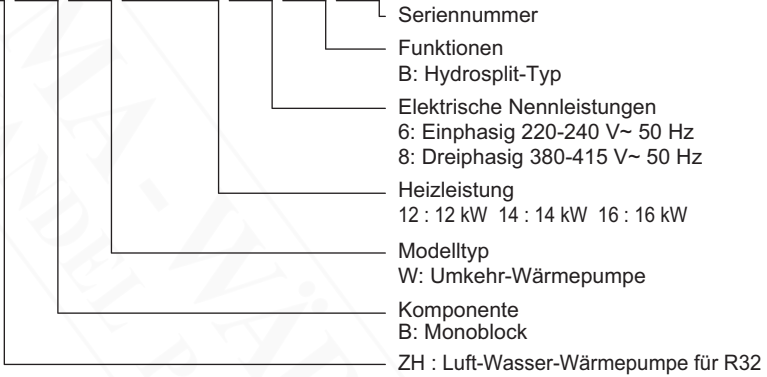 Seriennummer
Funktionen
B: Hydrosplit-Typ
Elektrische Nennleistungen
6: Einphasig 220-240 V~ 50 Hz
8: Dreiphasig 380-415 V~ 50 Hz
Heizleistung
12 : 12 kW 14 : 14 kW 16 : 16 kW
Modelltyp
W: Umkehr-Wärmepumpe
Komponente
B: Monoblock
ZH : Luft-Wasser-Wärmepumpe für R32